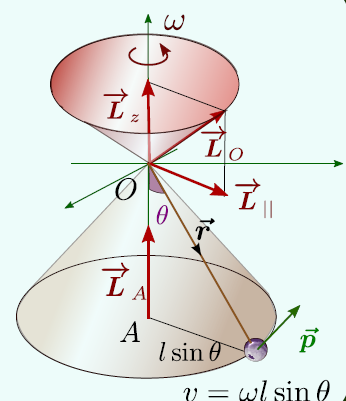 ω
L⃗ z
L⃗ O
O
L⃗ ||
θ
r⃗
L⃗ A
A
l sin θ
p⃗
v = ωl sin θ